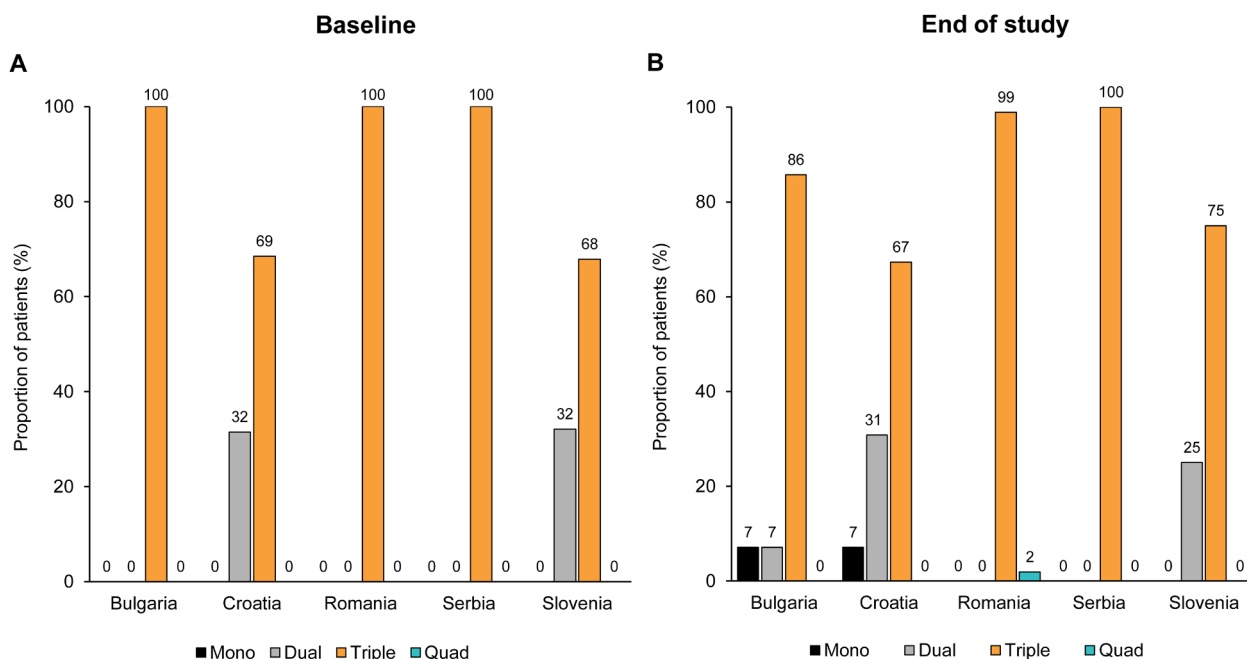 Baseline
End of study
A
B
Proportion of patients (%)
100
80
60
40
20
0
0 0 100 0
0 32 69 0
0 0 100 0
0 0 100 0
0 32 68 0
Bulgaria Croatia Romania Serbia Slovenia
Mono Dual Triple Quad
Proportion of patients (%)
100
80
60
40
20
0
7 7 86 0
7 31 67 0
0 0 99 2
0 0 100 0
0 25 75 0
Bulgaria Croatia Romania Serbia Slovenia
Mono Dual Triple Quad